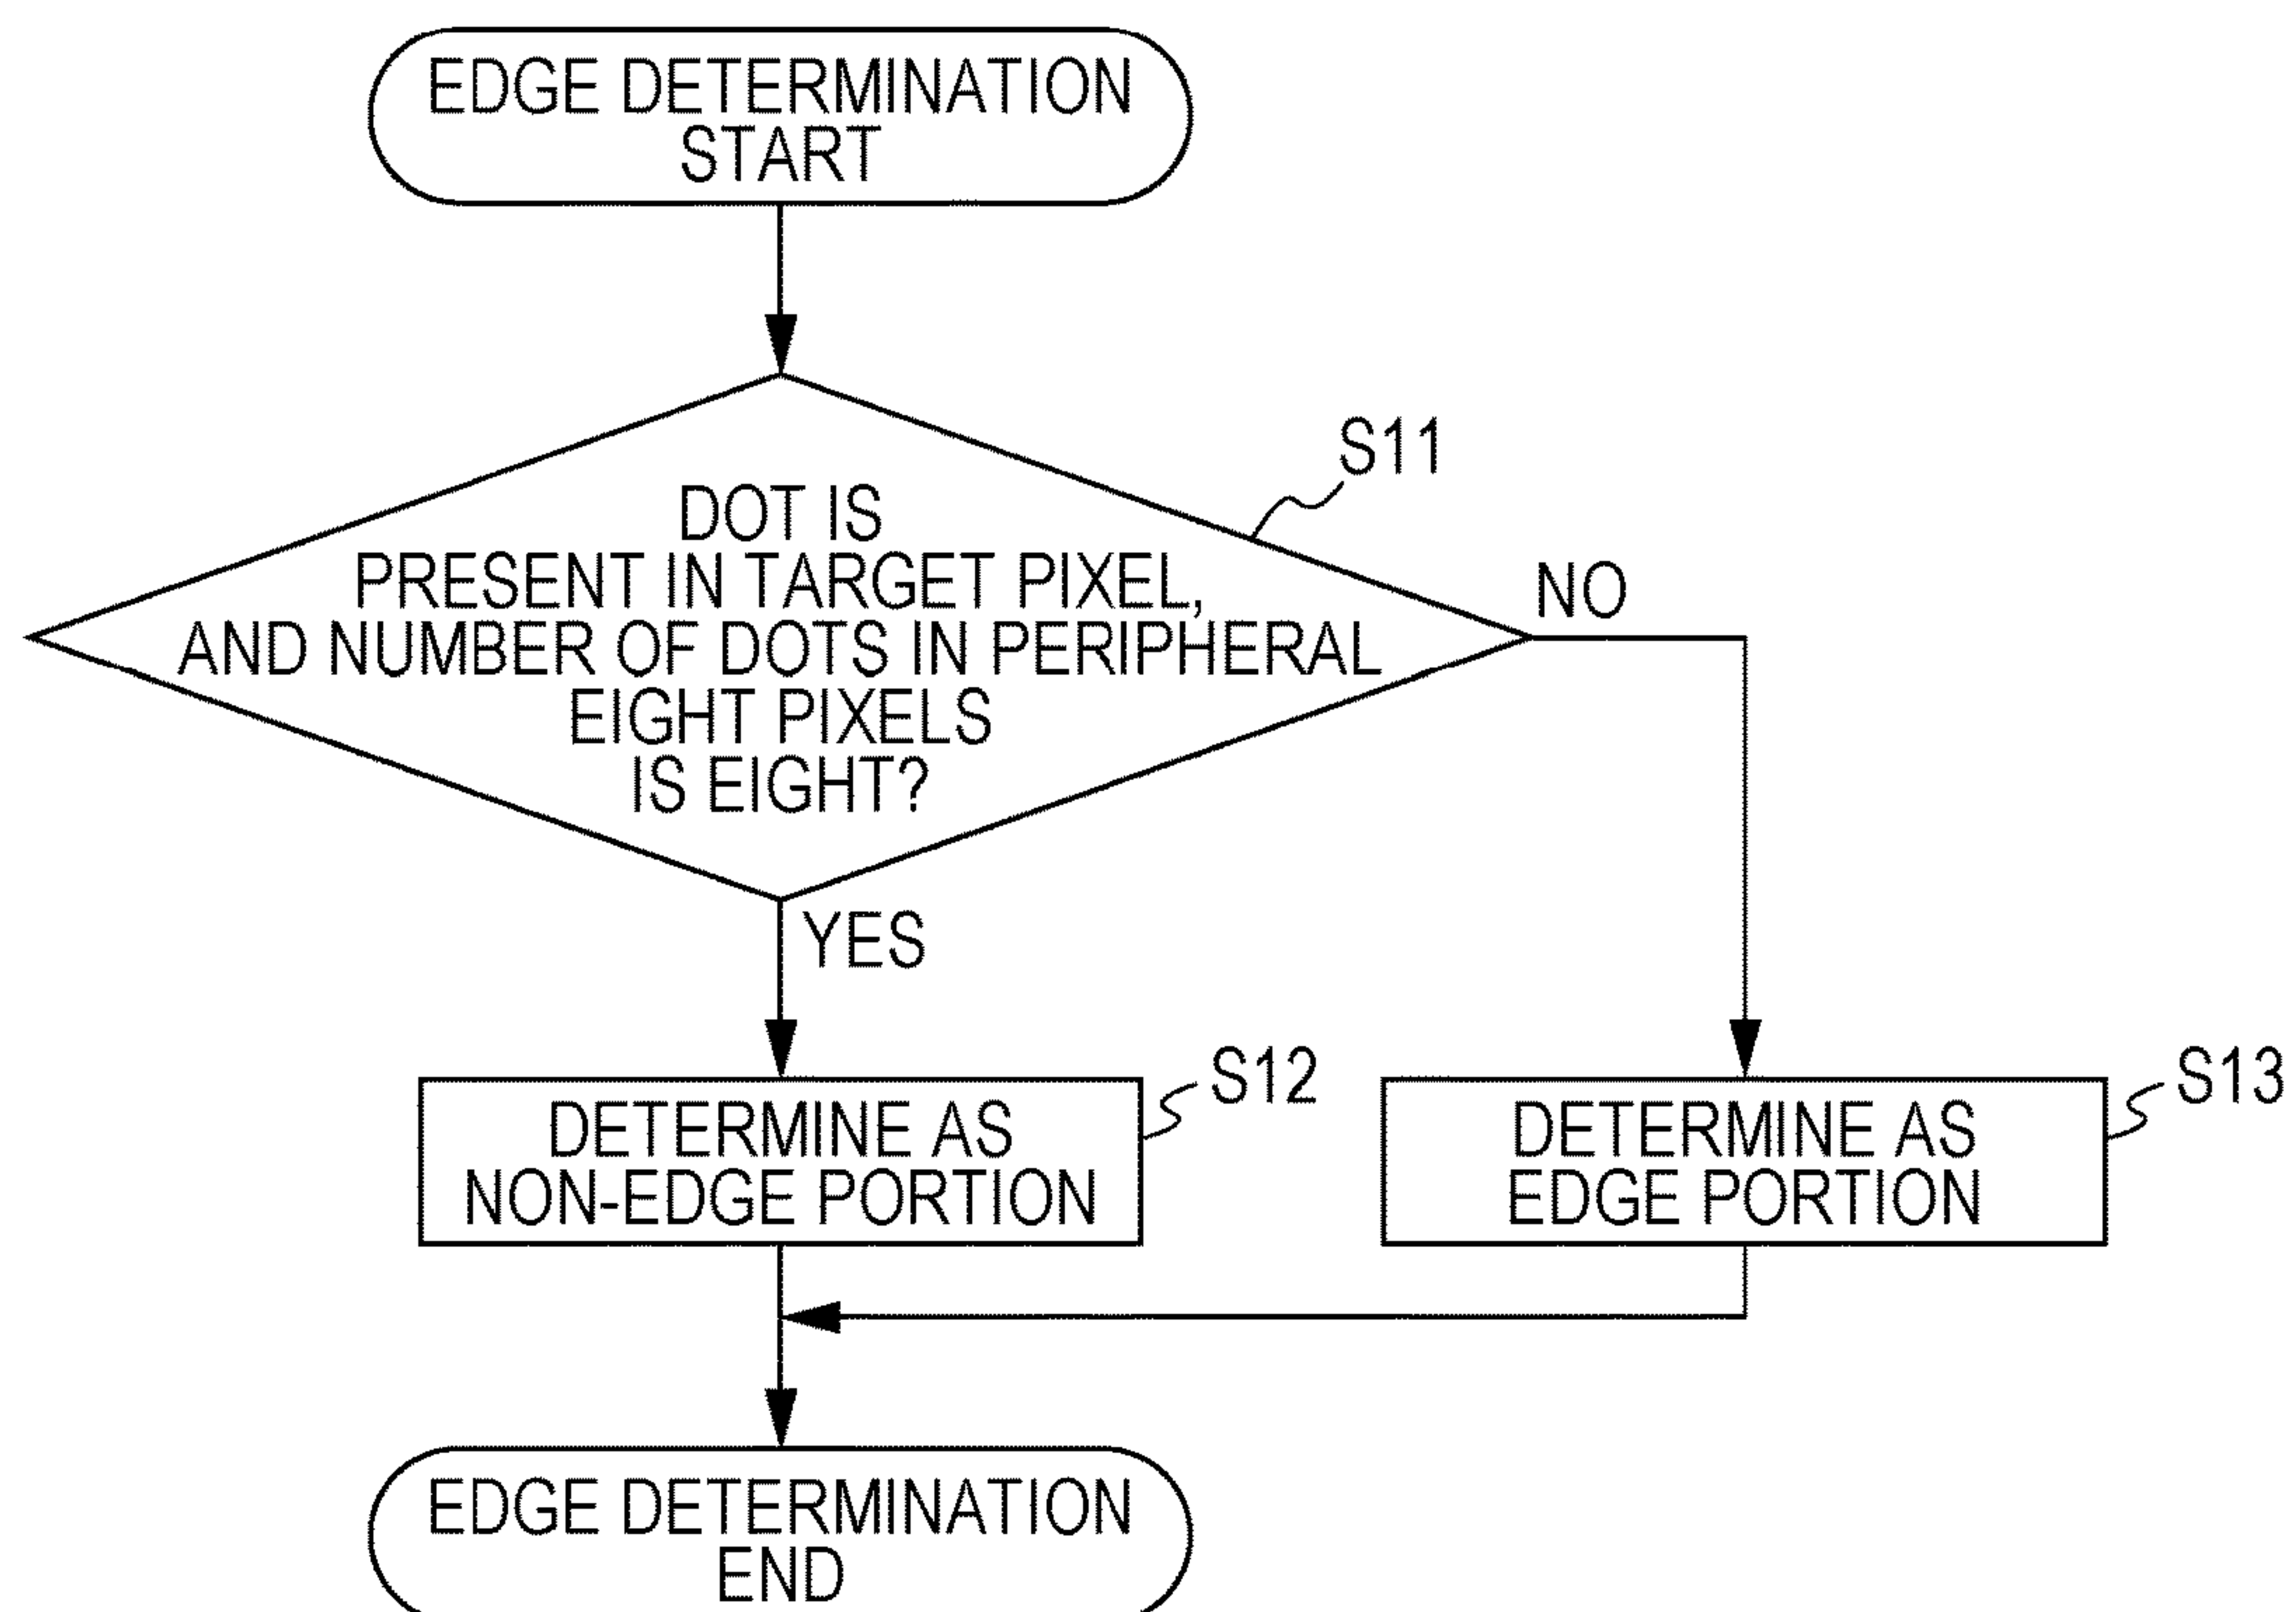 EDGE DETERMINATION
START
S11
DOT IS
PRESENT IN TARGET PIXEL,
AND NUMBER OF DOTS IN PERIPHERAL
EIGHT PIXELS
IS EIGHT?
NO
YES
S12
DETERMINE AS
NON-EDGE PORTION
S13
DETERMINE AS
EDGE PORTION
EDGE DETERMINATION
END